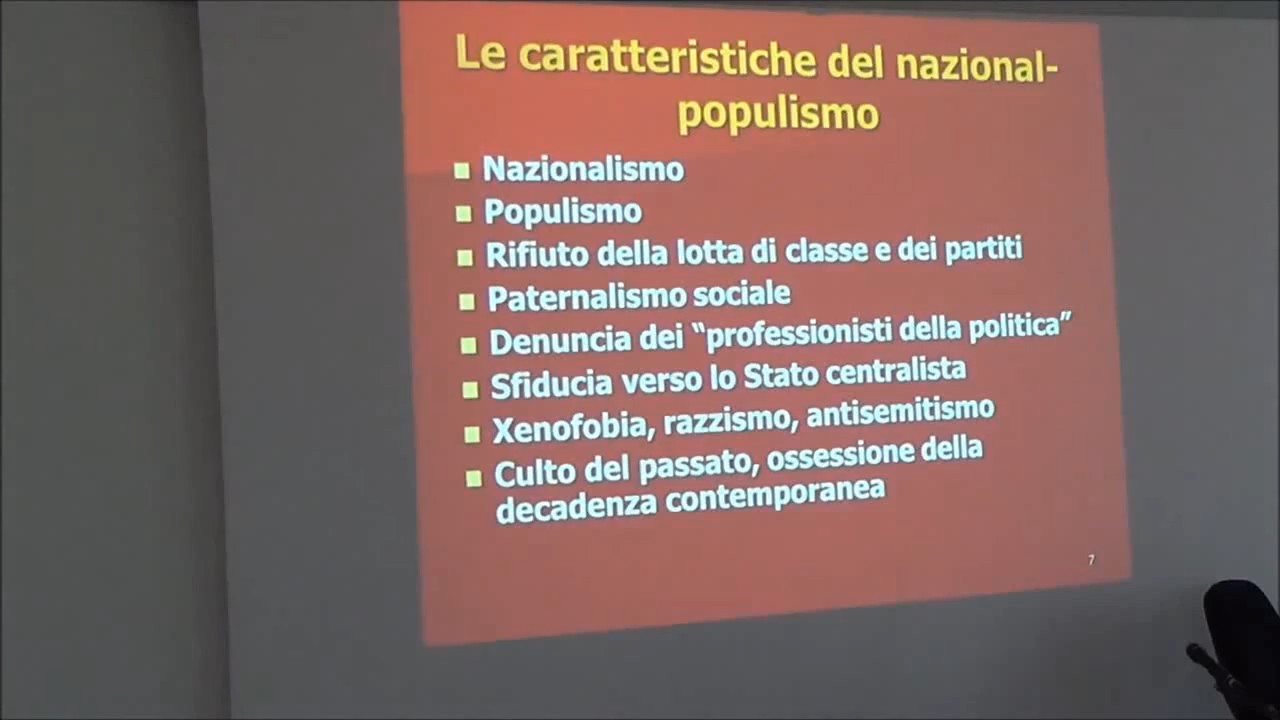 Le caratteristiche del nazional-
populismo
Nazionalismo
Populismo
Rifiuto della lotta di classe e dei partiti
Paternalismo sociale
Denuncia dei “professionisti della politica”
Sfiducia verso lo Stato centralista
Xenofobia, razzismo, antisemitismo
Culto del passato, ossessione della
decadenza contemporanea
7